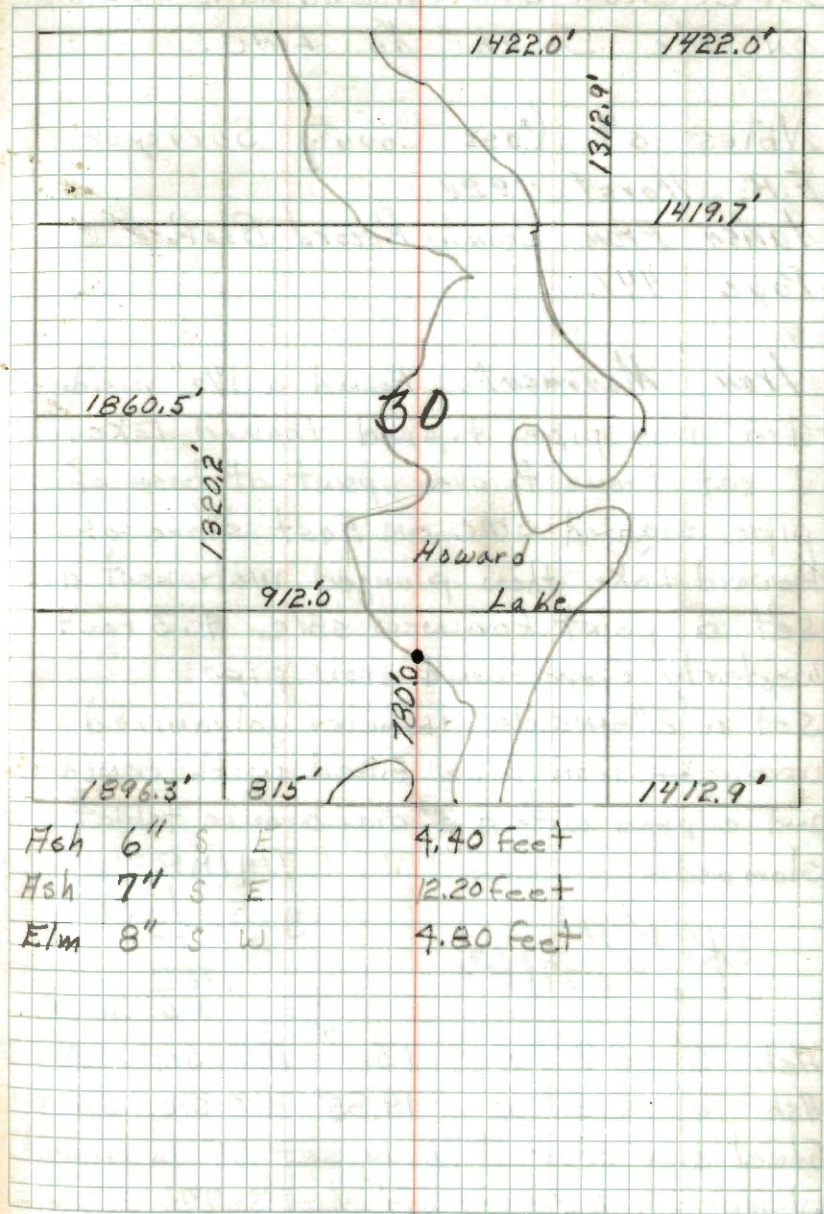 1422.0' 1422.0'
1312.9'
1419.7'
1860.5' 30
1320.2'
Howard
912.0 Lake
780.0
1896.3' 815' 1412.9'
Ash 6" S E 4.40 feet
Ash 7" S E 12.20 feet
Elm 8" S W 4.80 feet